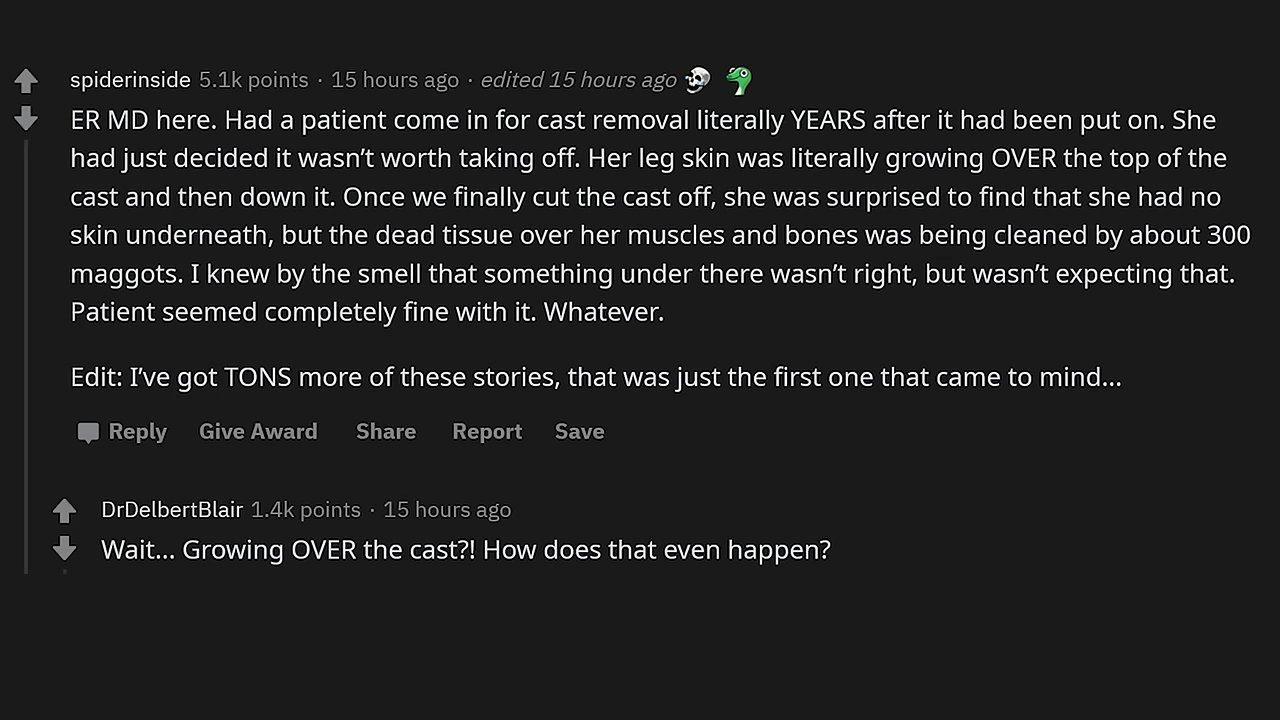 spiderinside 5.1k points · 15 hours ago · edited 15 hours ago
ER MD here. Had a patient come in for cast removal literally YEARS after it had been put on. She
had just decided it wasn’t worth taking off. Her leg skin was literally growing OVER the top of the
cast and then down it. Once we finally cut the cast off, she was surprised to find that she had no
skin underneath, but the dead tissue over her muscles and bones was being cleaned by about 300
maggots. I knew by the smell that something under there wasn’t right, but wasn’t expecting that.
Patient seemed completely fine with it. Whatever.
Edit: I’ve got TONS more of these stories, that was just the first one that came to mind...
Reply Give Award Share Report Save
DrDelbertBlair 1.4k points · 15 hours ago
Wait... Growing OVER the cast?! How does that even happen?